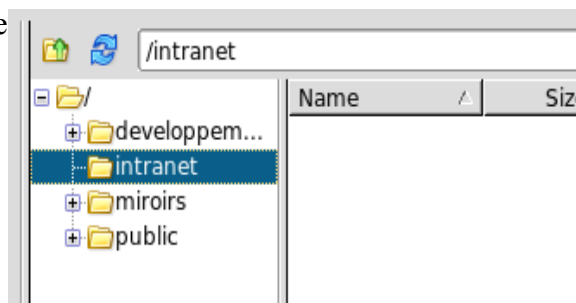 e
/intranet
/
Name Siz
developpem...
intranet
miroirs
public